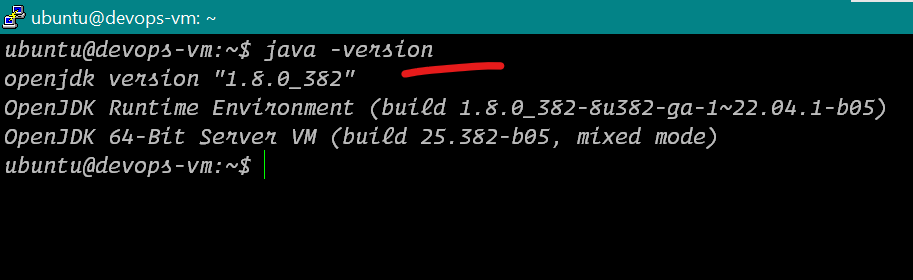 ubuntu@devops-vm: ~
ubuntu@devops-vm:~$ java -version
openjdk version "1.8.0_382"
OpenJDK Runtime Environment (build 1.8.0_382-8u382-ga-1~22.04.1-b05)
OpenJDK 64-Bit Server VM (build 25.382-b05, mixed mode)
ubuntu@devops-vm:~$